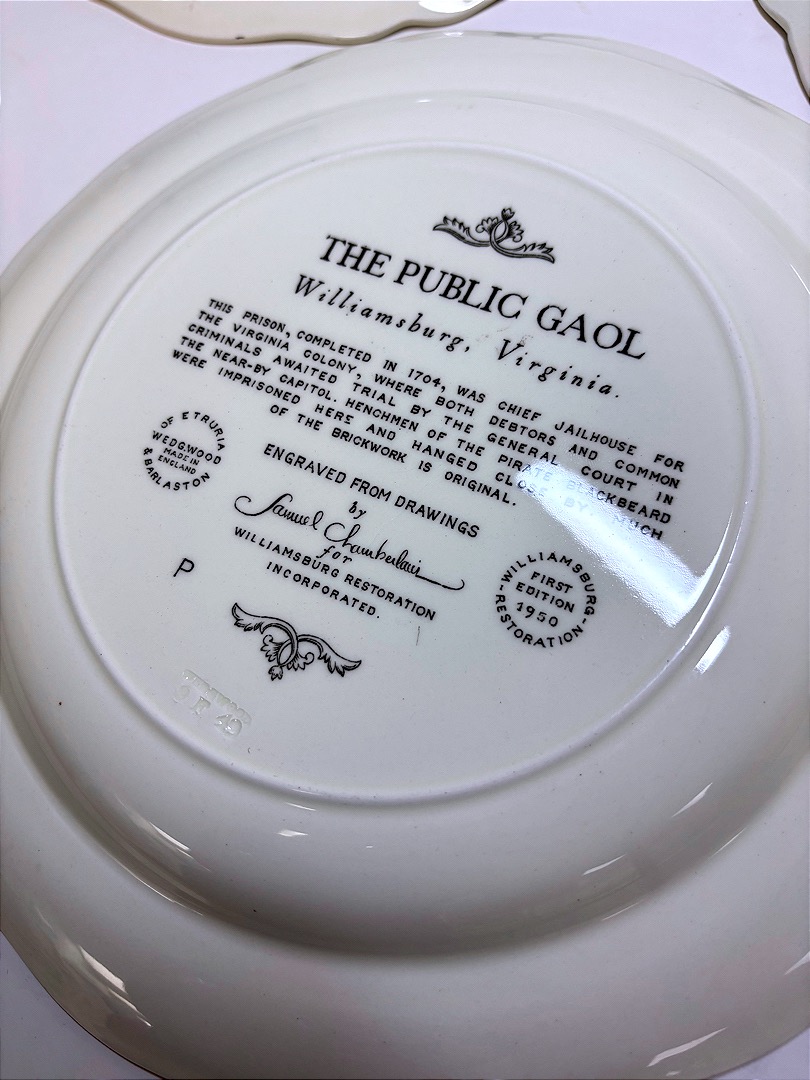 THE PUBLIC GAOL
Williamsburg, Virginia.
THIS PRISON, COMPLETED IN 1704, WAS CHIEF JAILHOUSE FOR
THE VIRGINIA COLONY, WHERE BOTH DEBTORS AND COMMON
CRIMINALS AWAITED TRIAL BY THE GENERAL COURT IN
THE NEAR-BY CAPITOL. HENCHMEN OF THE PIRATE BLACKBEARD
WERE IMPRISONED HERE AND HANGED CLOSE BY. MUCH
OF THE BRICKWORK IS ORIGINAL.
OF ETRURIA
WEDGWOOD
MADE IN
ENGLAND
& BARLASTON
ENGRAVED FROM DRAWINGS
by
Samuel Chamberlain
for
WILLIAMSBURG RESTORATION
INCORPORATED.
-WILLIAMSBURG-
FIRST
EDITION
1950
RESTORATION
P